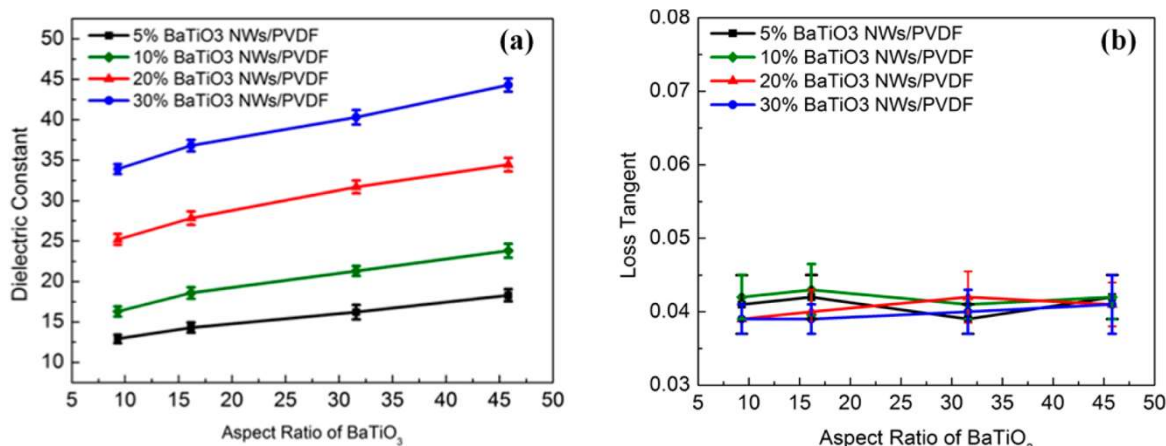 (a)
5% BaTiO3 NWs/PVDF
10% BaTiO3 NWs/PVDF
20% BaTiO3 NWs/PVDF
30% BaTiO3 NWs/PVDF
Dielectric Constant
50
45
40
35
30
25
20
15
10
5 10 15 20 25 30 35 40 45 50
Aspect Ratio of BaTiO₃
(b)
5% BaTiO3 NWs/PVDF
10% BaTiO3 NWs/PVDF
20% BaTiO3 NWs/PVDF
30% BaTiO3 NWs/PVDF
Loss Tangent
0.08
0.07
0.06
0.05
0.04
0.03
5 10 15 20 25 30 35 40 45 50
Aspect Ratio of BaTiO